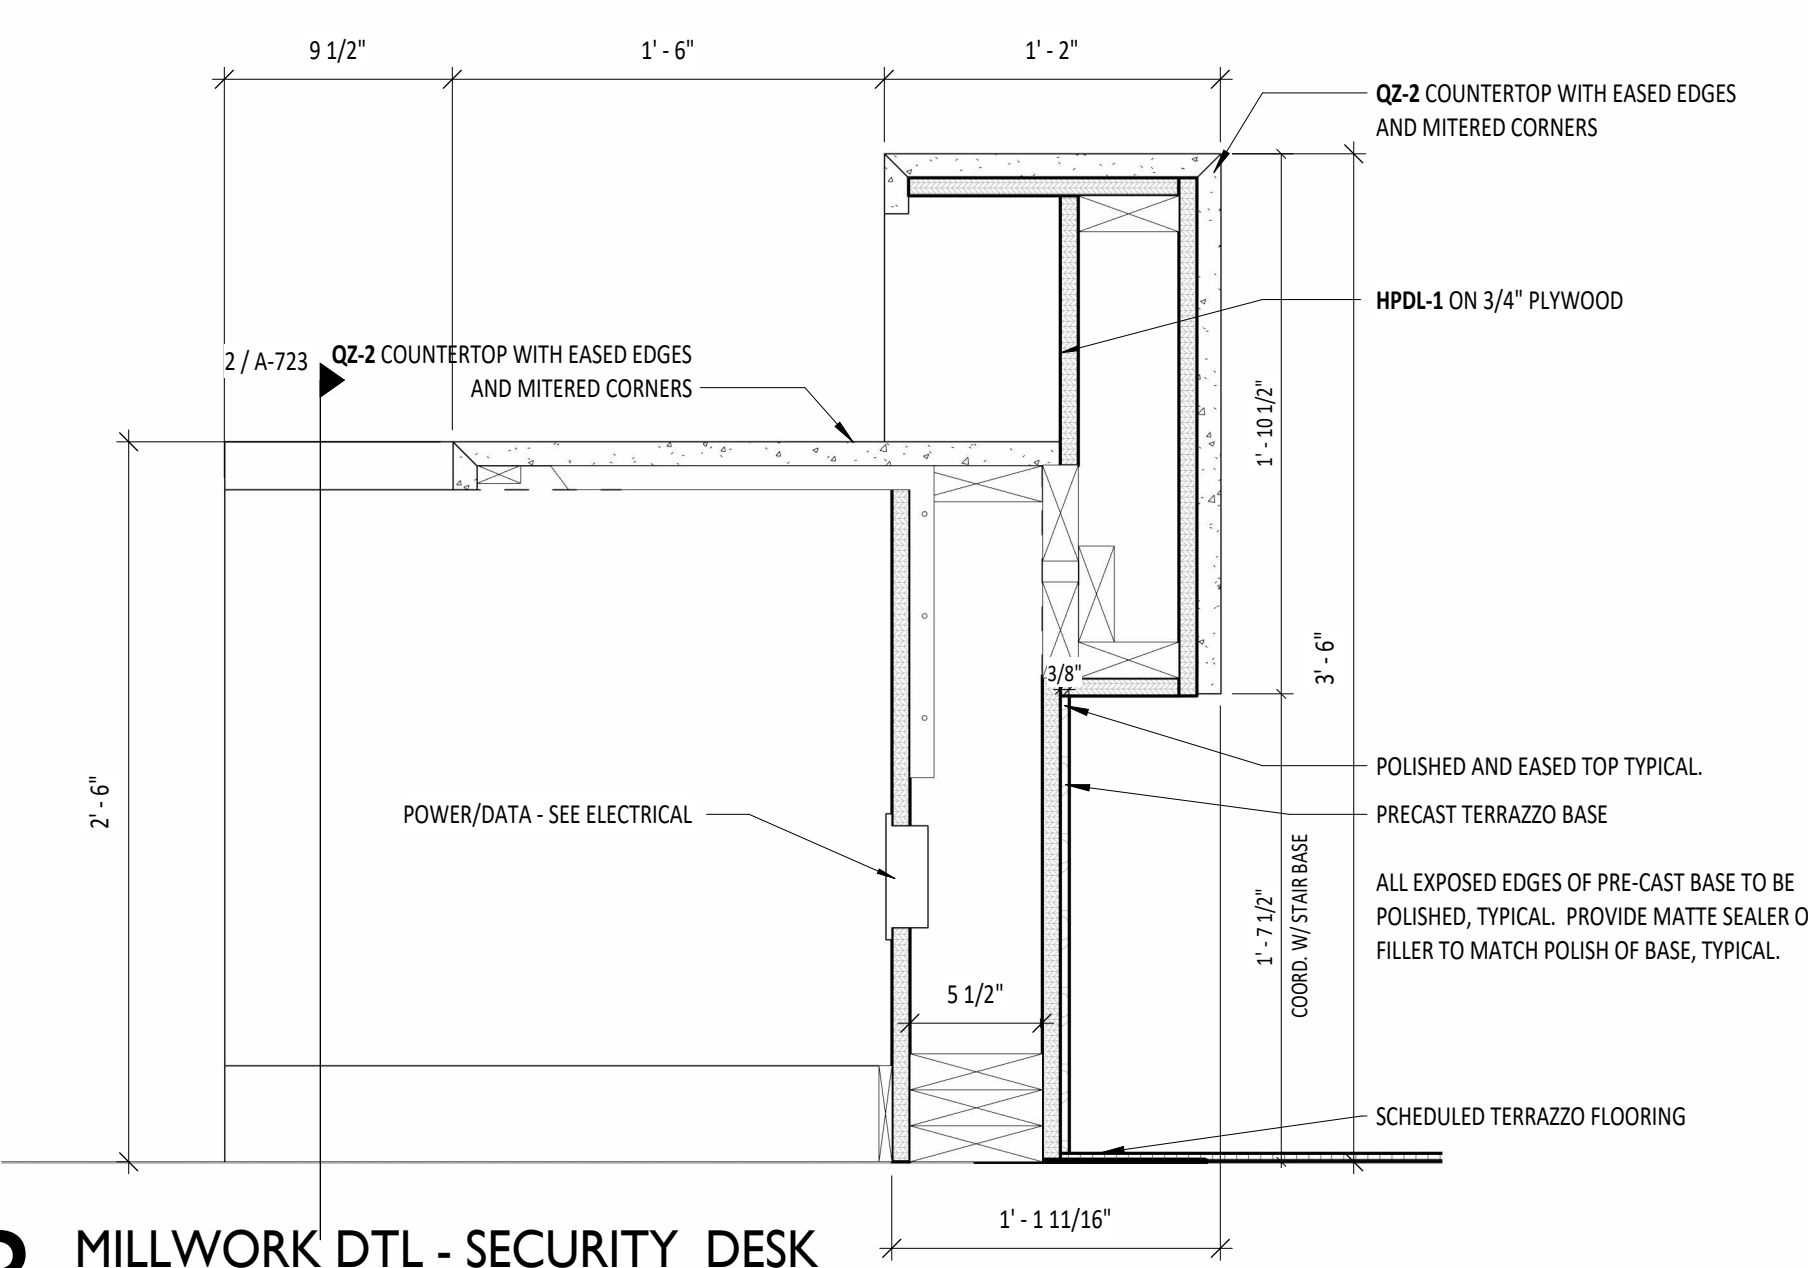 9 1/2"
1' - 6"
1' - 2"
QZ-2 COUNTERTOP WITH EASED EDGES
AND MITERED CORNERS
HPDL-1 ON 3/4" PLYWOOD
2 / A-723
QZ-2 COUNTERTOP WITH EASED EDGES
AND MITERED CORNERS
1' - 10 1/2"
3' - 6"
3/8"
2' - 6"
POWER/DATA - SEE ELECTRICAL
POLISHED AND EASED TOP TYPICAL.
PRECAST TERRAZZO BASE
1' - 7 1/2"
COORD. W/ STAIR BASE
ALL EXPOSED EDGES OF PRE-CAST BASE TO BE
POLISHED, TYPICAL. PROVIDE MATTE SEALER O
FILLER TO MATCH POLISH OF BASE, TYPICAL.
5 1/2"
SCHEDULED TERRAZZO FLOORING
1' - 1 11/16"
MILLWORK DTL - SECURITY DESK